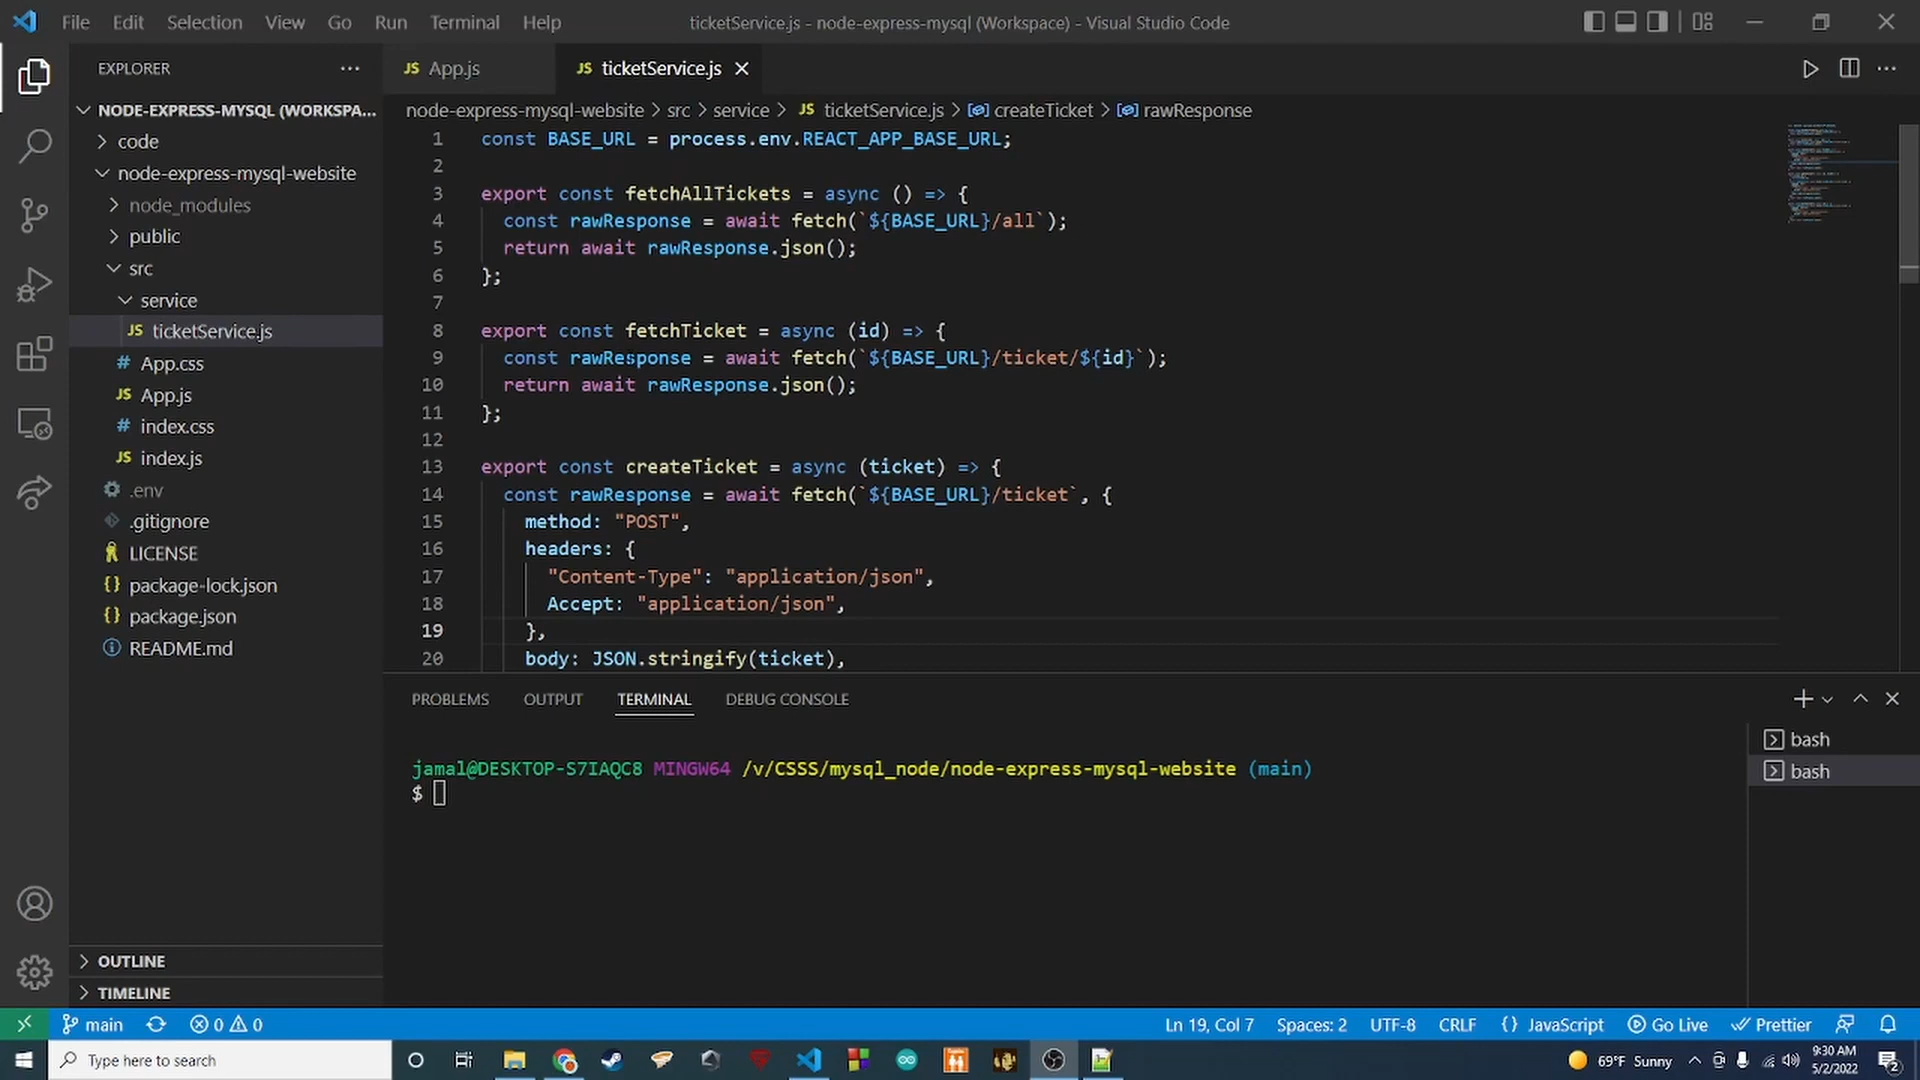 File Edit Selection View Go Run Terminal Help
ticketService.js - node-express-mysql (Workspace) - Visual Studio Code
EXPLORER
NODE-EXPRESS-MYSQL (WORKSPA...
code
node-express-mysql-website
node_modules
public
src
service
JS ticketService.js
# App.css
JS App.js
# index.css
JS index.js
.env
.gitignore
LICENSE
{} package-lock.json
{} package.json
README.md
OUTLINE
TIMELINE
JS App.js
JS ticketService.js
node-express-mysql-website > src > service > JS ticketService.js > createTicket > rawResponse
1 const BASE_URL = process.env.REACT_APP_BASE_URL;
2
3 export const fetchAllTickets = async () => {
4 const rawResponse = await fetch(`${BASE_URL}/all`);
5 return await rawResponse.json();
6 };
7
8 export const fetchTicket = async (id) => {
9 const rawResponse = await fetch(`${BASE_URL}/ticket/${id}`);
10 return await rawResponse.json();
11 };
12
13 export const createTicket = async (ticket) => {
14 const rawResponse = await fetch(`${BASE_URL}/ticket`, {
15 method: "POST",
16 headers: {
17 "Content-Type": "application/json",
18 Accept: "application/json",
19 },
20 body: JSON.stringify(ticket),
PROBLEMS OUTPUT TERMINAL DEBUG CONSOLE
jamal@DESKTOP-S7IAQC8 MINGW64 /v/CSSS/mysql_node/node-express-mysql-website (main)
$
bash
bash
main 0 0
Ln 19, Col 7 Spaces: 2 UTF-8 CRLF {} JavaScript Go Live Prettier
Type here to search
69°F Sunny
9:30 AM
5/2/2022
2